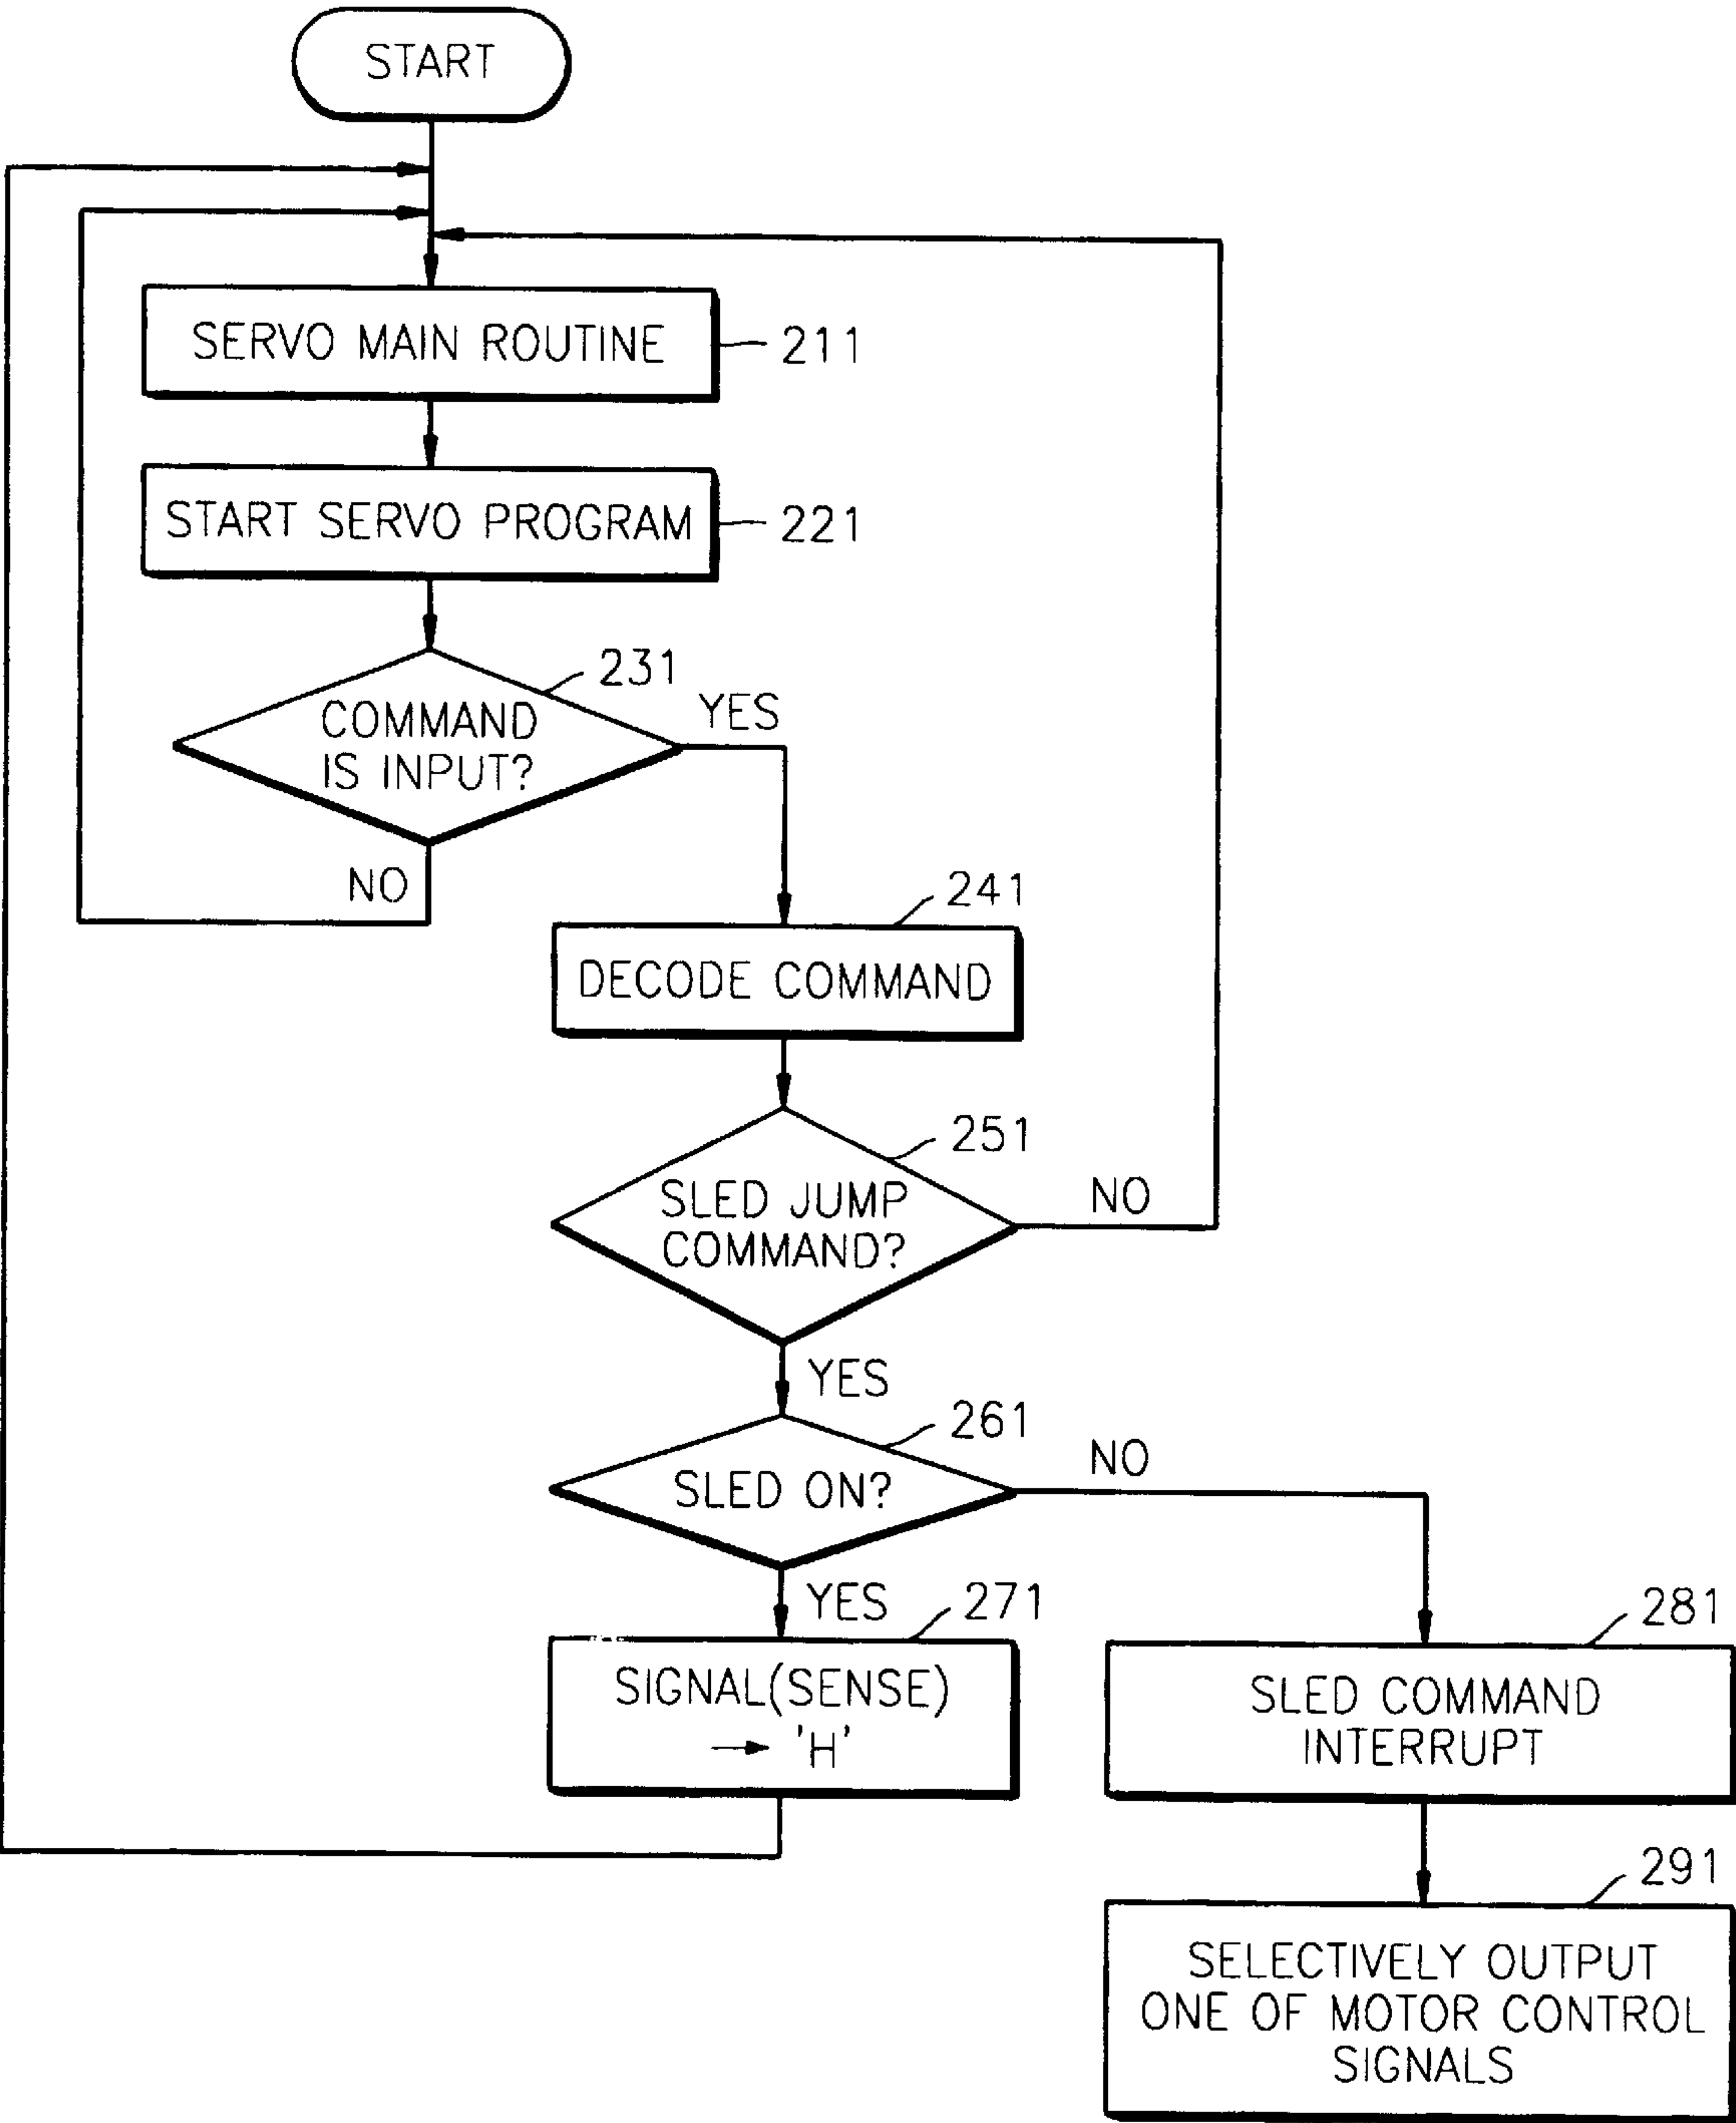 START
SERVO MAIN ROUTINE
211
START SERVO PROGRAM
221
231
COMMAND
IS INPUT?
YES
NO
241
DECODE COMMAND
251
SLED JUMP
COMMAND?
NO
YES
261
SLED ON?
NO
YES
271
SIGNAL(SENSE)
→ 'H'
281
SLED COMMAND
INTERRUPT
291
SELECTIVELY OUTPUT
ONE OF MOTOR CONTROL
SIGNALS